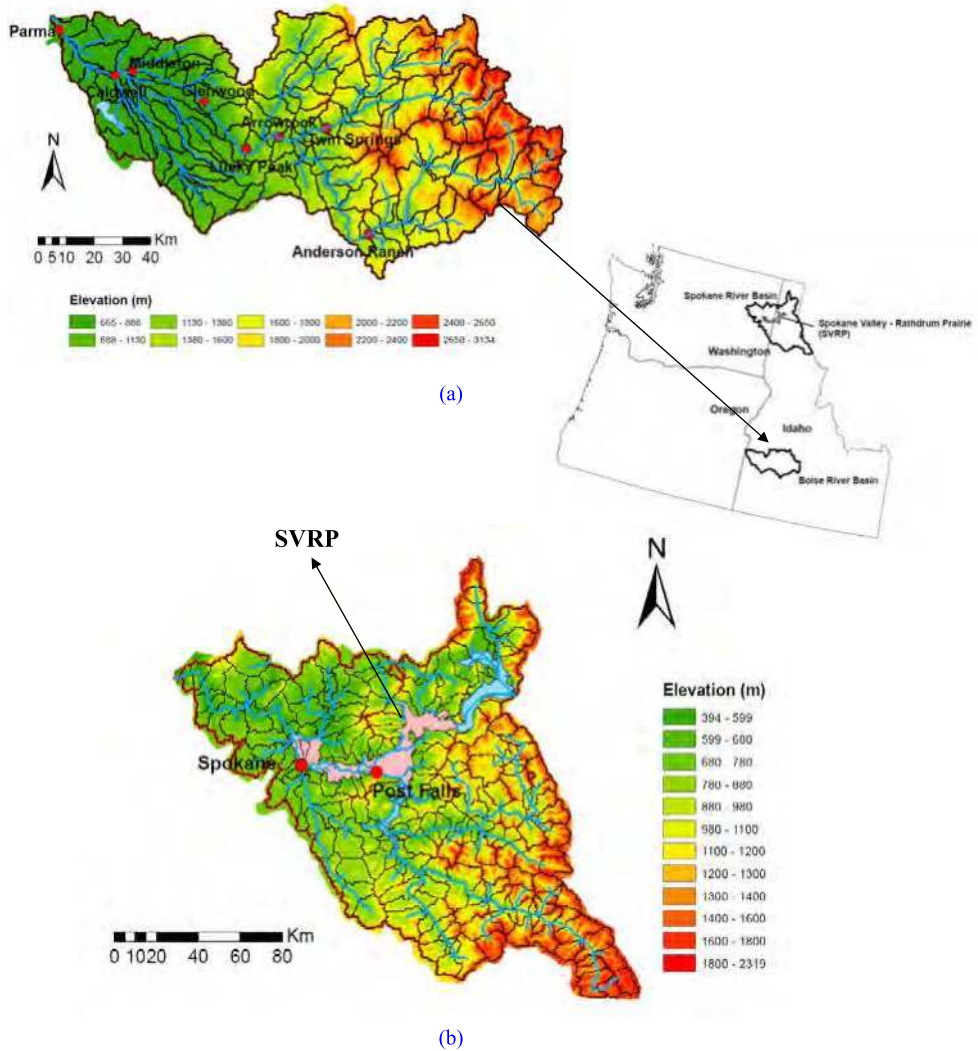 Parma
Middleton
Caldwell
Glenwood
Arrowrock
Twin Springs
Lucky Peak
Anderson Ranch
N
Km
0 5 10 20 30 40
Elevation (m)
665 - 888
1130 - 1380
1600 - 1800
2000 - 2200
2400 - 2650
888 - 1130
1380 - 1600
1800 - 2000
2200 - 2400
2650 - 3134
(a)
Spokane River Basin
Spokane Valley - Rathdrum Prairie
(SVRP)
Washington
Oregon
Idaho
Boise River Basin
SVRP
N
Spokane
Post Falls
Km
0 10 20 40 60 80
Elevation (m)
394 - 599
599 - 680
680 - 780
780 - 880
880 - 980
980 - 1100
1100 - 1200
1200 - 1300
1300 - 1400
1400 - 1600
1600 - 1800
1800 - 2319
(b)